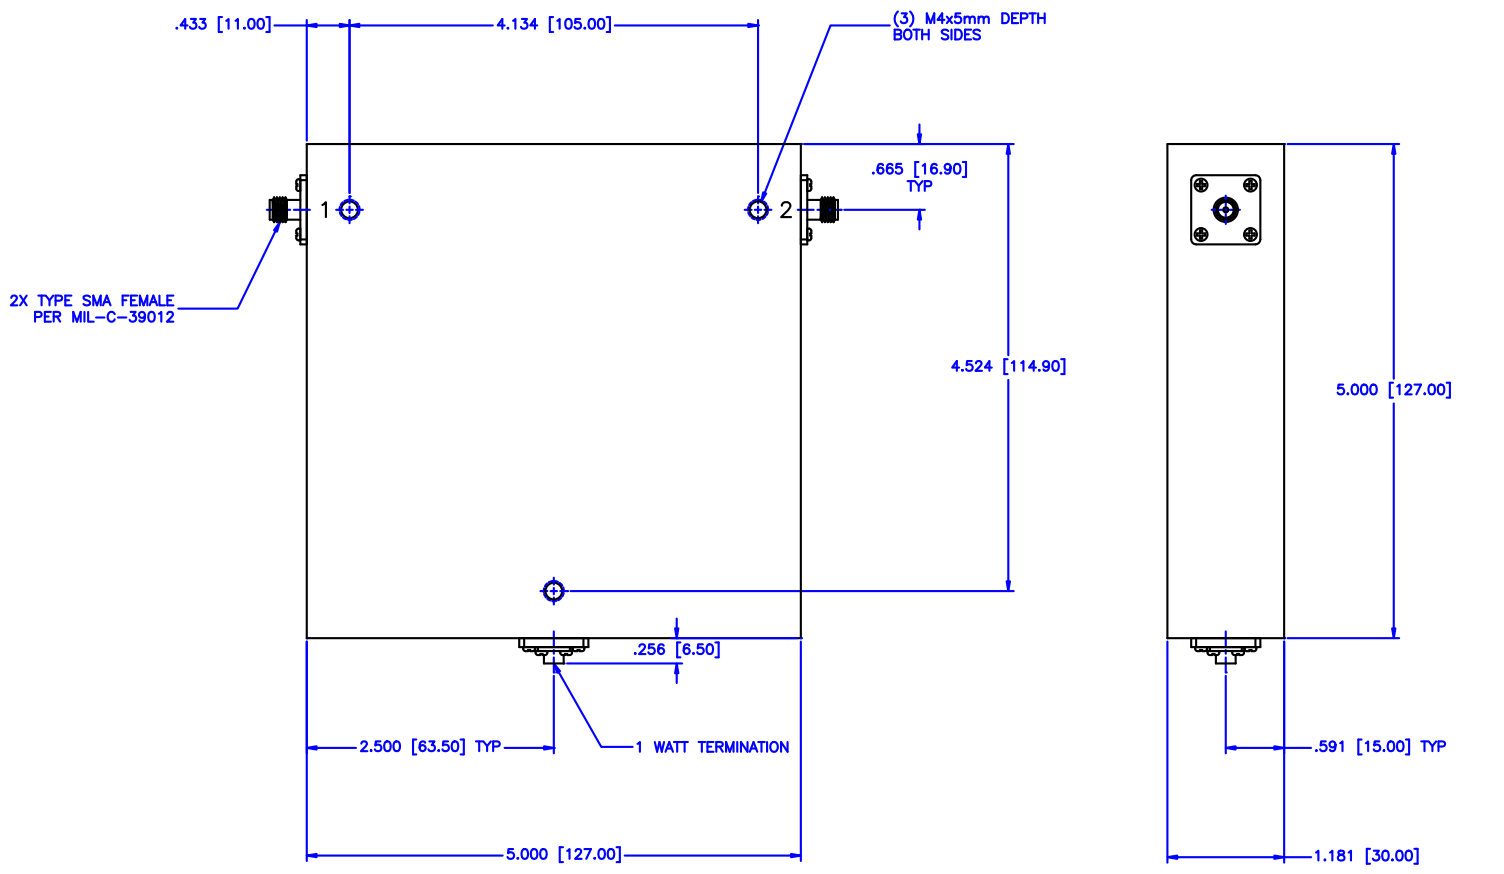 .433 [11.00]
4.134 [105.00]
(3) M4x5mm DEPTH
BOTH SIDES
.665 [16.90]
TYP
1
2
2X TYPE SMA FEMALE
PER MIL-C-39012
4.524 [114.90]
5.000 [127.00]
.256 [6.50]
2.500 [63.50] TYP
1 WATT TERMINATION
.591 [15.00] TYP
5.000 [127.00]
1.181 [30.00]